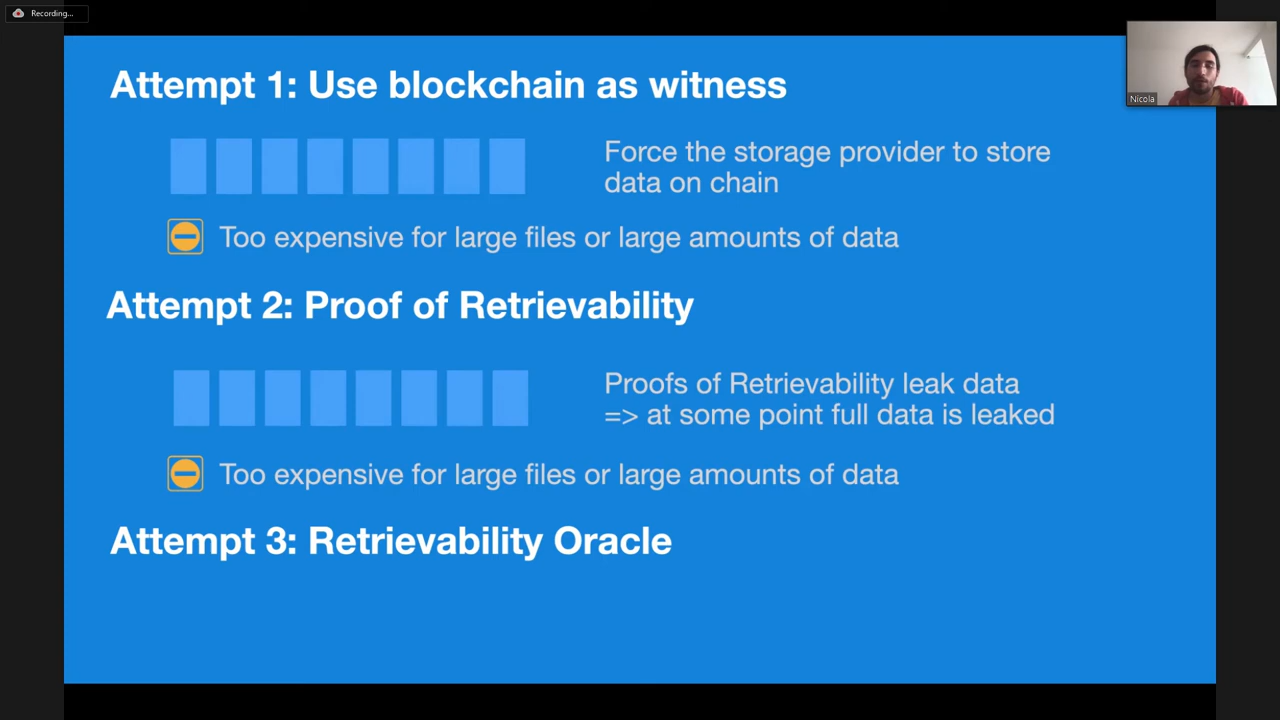 Recording...
Attempt 1: Use blockchain as witness
Nicola
Force the storage provider to store
data on chain
Too expensive for large files or large amounts of data
Attempt 2: Proof of Retrievability
Proofs of Retrievability leak data
=> at some point full data is leaked
Too expensive for large files or large amounts of data
Attempt 3: Retrievability Oracle